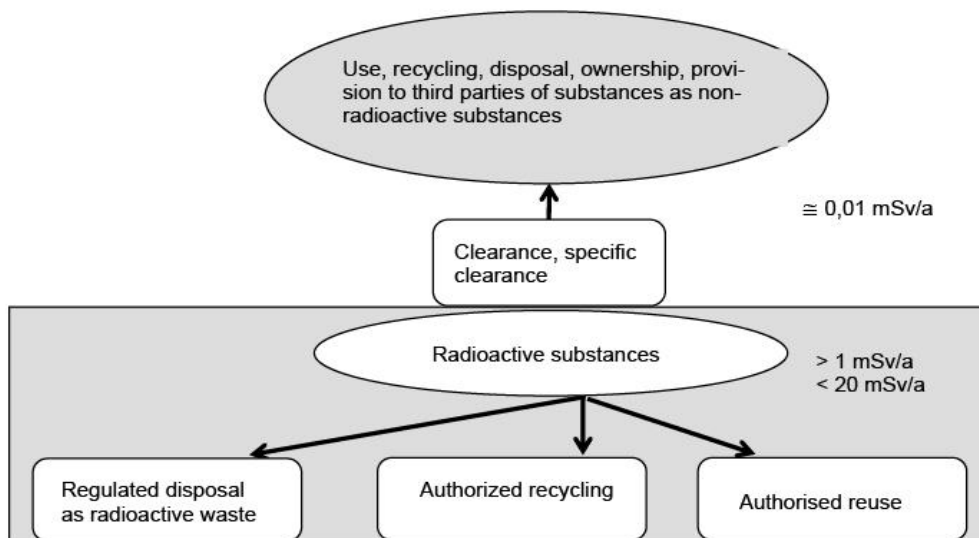 Use, recycling, disposal, ownership, provi-
sion to third parties of substances as non-
radioactive substances
≅ 0,01 mSv/a
Clearance, specific
clearance
Radioactive substances
> 1 mSv/a
< 20 mSv/a
Regulated disposal
as radioactive waste
Authorized recycling
Authorised reuse